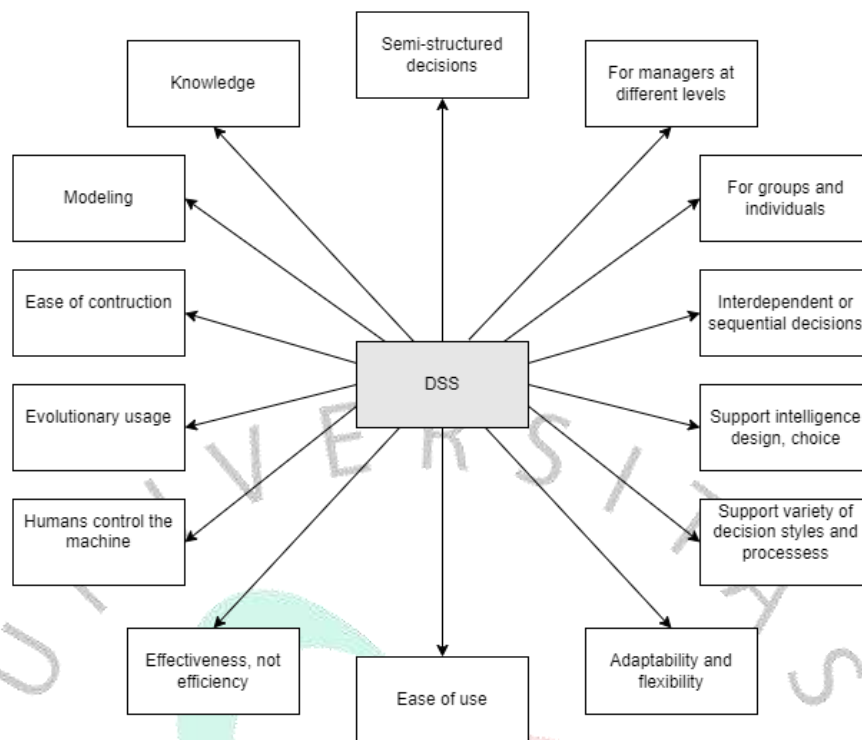 Semi-structured
decisions
Knowledge
For managers at
different levels
Modeling
For groups and
individuals
Ease of contruction
Interdependent or
sequential decisions
DSS
Evolutionary usage
Support intelligence
design, choice
Humans control the
machine
Support variety of
decision styles and
processess
Effectiveness, not
efficiency
Ease of use
Adaptability and
flexibility
UNIVERSITAS